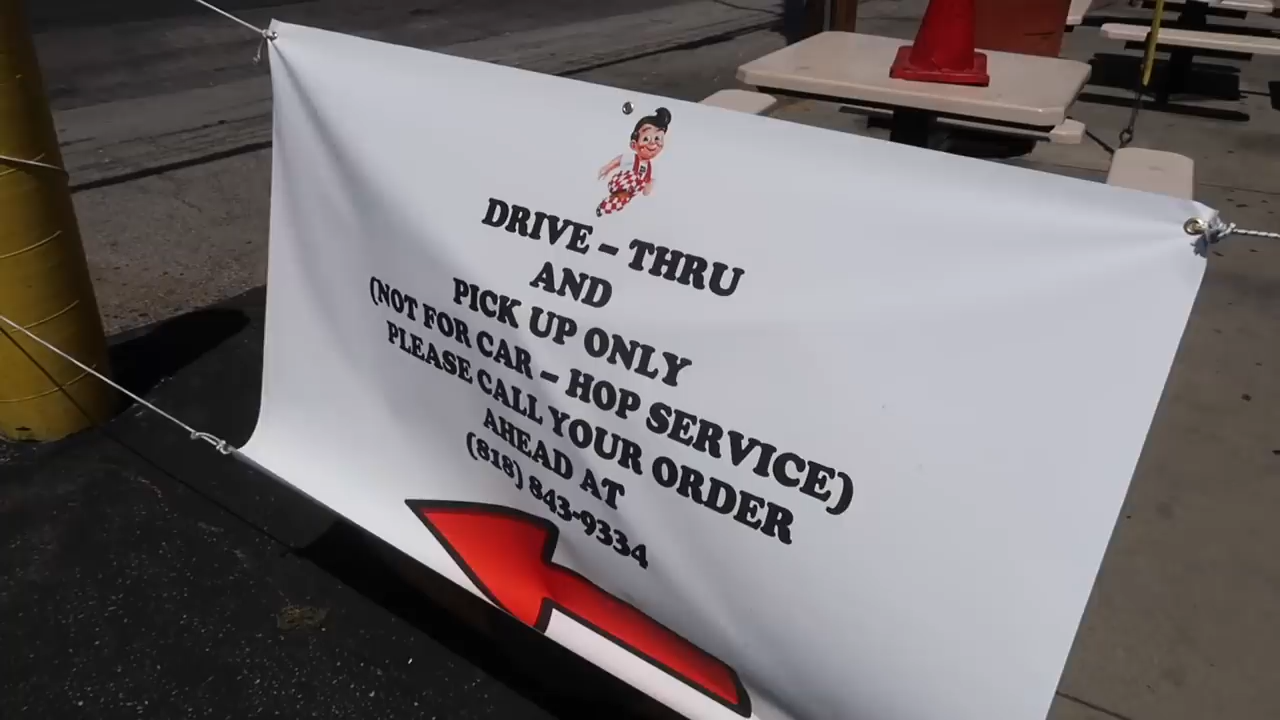 DRIVE – THRU
AND
PICK UP ONLY
(NOT FOR CAR – HOP SERVICE)
PLEASE CALL YOUR ORDER
AHEAD AT
(818) 843-9334